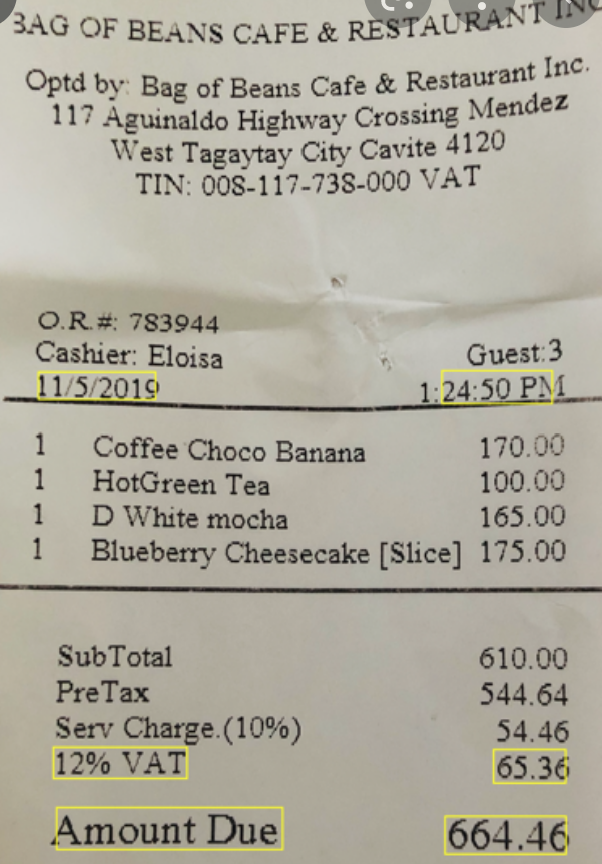 BAG OF BEANS CAFE & RESTAURANT INC
Optd by: Bag of Beans Cafe & Restaurant Inc.
117 Aguinaldo Highway Crossing Mendez
West Tagaytay City Cavite 4120
TIN: 008-117-738-000 VAT
O.R.#: 783944
Cashier: Eloisa Guest:3
11/5/2019 1:24:50 PM
1 Coffee Choco Banana 170.00
1 HotGreen Tea 100.00
1 D White mocha 165.00
1 Blueberry Cheesecake [Slice] 175.00
SubTotal 610.00
PreTax 544.64
Serv Charge.(10%) 54.46
12% VAT 65.36
Amount Due 664.46